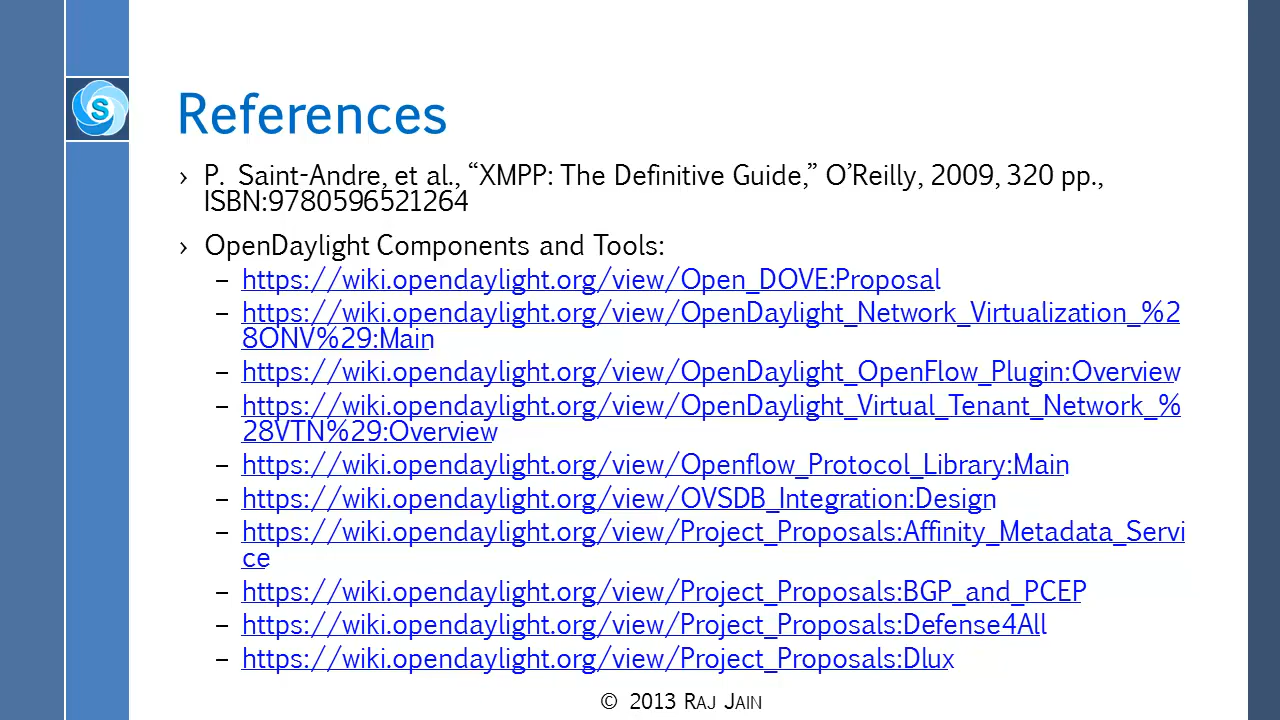 S
References
› P. Saint-Andre, et al., “XMPP: The Definitive Guide,” O’Reilly, 2009, 320 pp.,
ISBN:9780596521264
› OpenDaylight Components and Tools:
– https://wiki.opendaylight.org/view/Open_DOVE:Proposal
– https://wiki.opendaylight.org/view/OpenDaylight_Network_Virtualization_%2
8ONV%29:Main
– https://wiki.opendaylight.org/view/OpenDaylight_OpenFlow_Plugin:Overview
– https://wiki.opendaylight.org/view/OpenDaylight_Virtual_Tenant_Network_%
28VTN%29:Overview
– https://wiki.opendaylight.org/view/Openflow_Protocol_Library:Main
– https://wiki.opendaylight.org/view/OVSDB_Integration:Design
– https://wiki.opendaylight.org/view/Project_Proposals:Affinity_Metadata_Servi
ce
– https://wiki.opendaylight.org/view/Project_Proposals:BGP_and_PCEP
– https://wiki.opendaylight.org/view/Project_Proposals:Defense4All
– https://wiki.opendaylight.org/view/Project_Proposals:Dlux
© 2013 RAJ JAIN